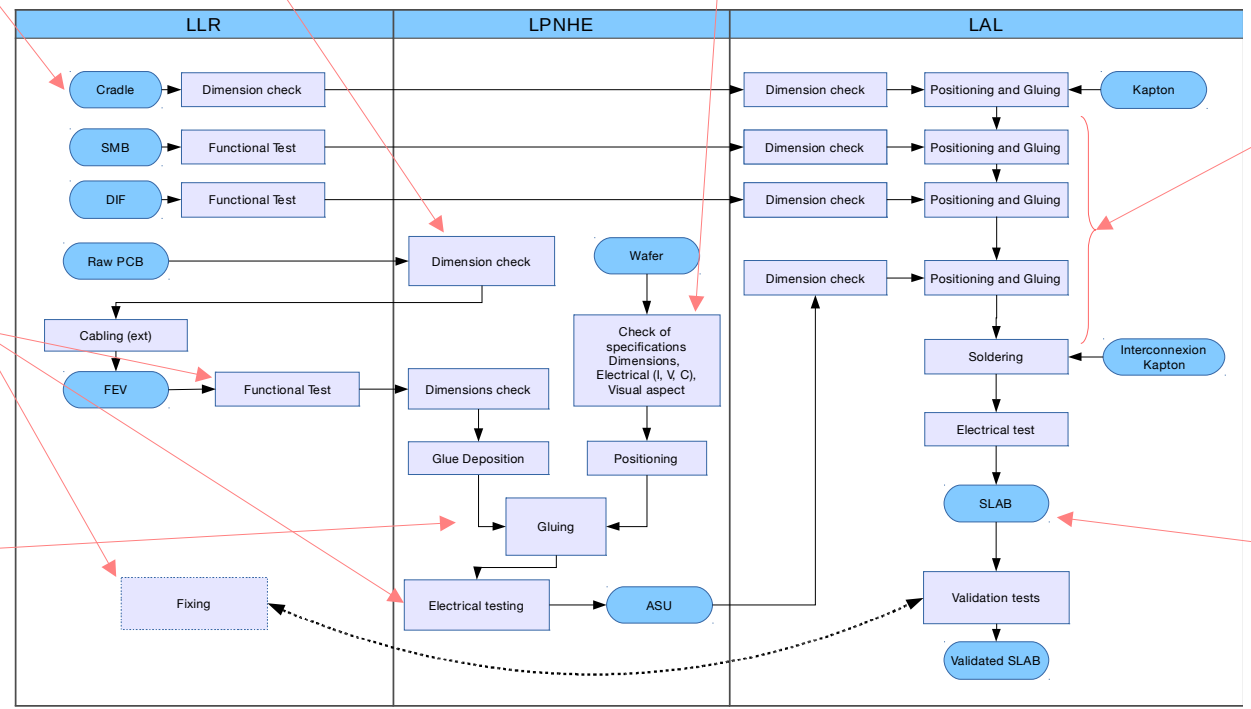 LLR
LPNHE
LAL
Cradle
Dimension check
Dimension check
Positioning and Gluing
Kapton
SMB
Functional Test
Dimension check
Positioning and Gluing
DIF
Functional Test
Dimension check
Positioning and Gluing
Raw PCB
Dimension check
Wafer
Dimension check
Positioning and Gluing
Cabling (ext)
Check of
specifications
Dimensions,
Electrical (I, V, C),
Visual aspect
Soldering
Interconnexion
Kapton
FEV
Functional Test
Dimensions check
Electrical test
Glue Deposition
Positioning
SLAB
Gluing
Fixing
Electrical testing
ASU
Validation tests
Validated SLAB